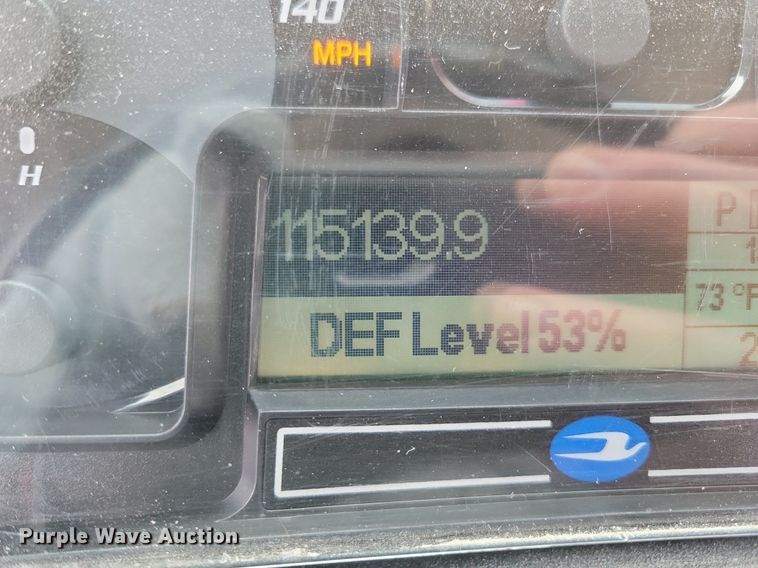 140
MPH
H
115139.9
P
73 °F
DEF Level 53%
Purple Wave Auction